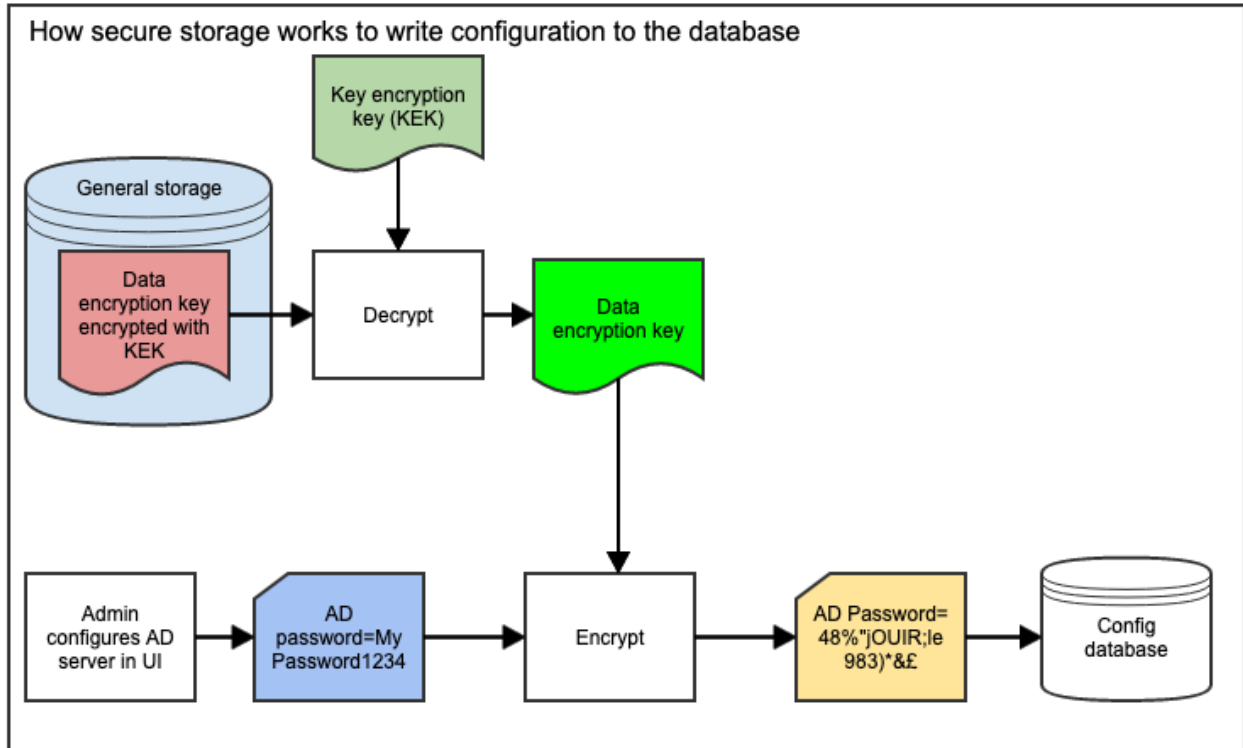 How secure storage works to write configuration to the database
Key encryption
key (KEK)
General storage
Data
encryption key
encrypted with
KEK
Decrypt
Data
encryption key
Admin
configures AD
server in UI
AD
password=My
Password1234
Encrypt
AD Password=
48%"jOUIR;le
983)*&£
Config
database